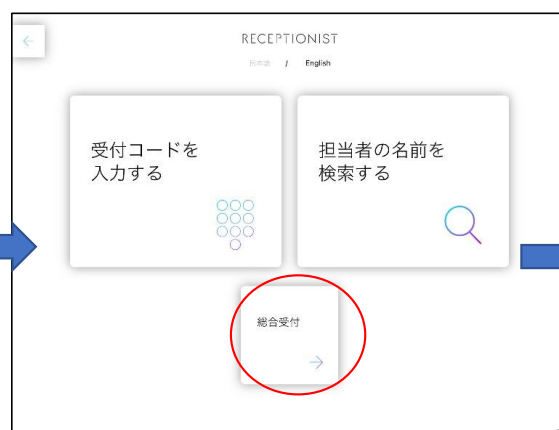 RECEPTIONIST
日本語 / English
受付コードを
入力する
担当者の名前を
検索する
総合受付